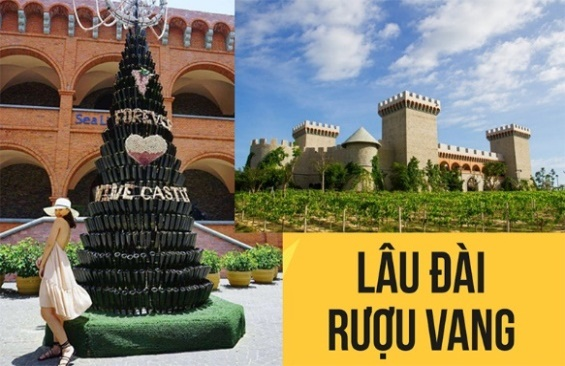 Sea L
FOREVER
WINE CASTLE
LÂU ĐÀI
RƯỢU VANG